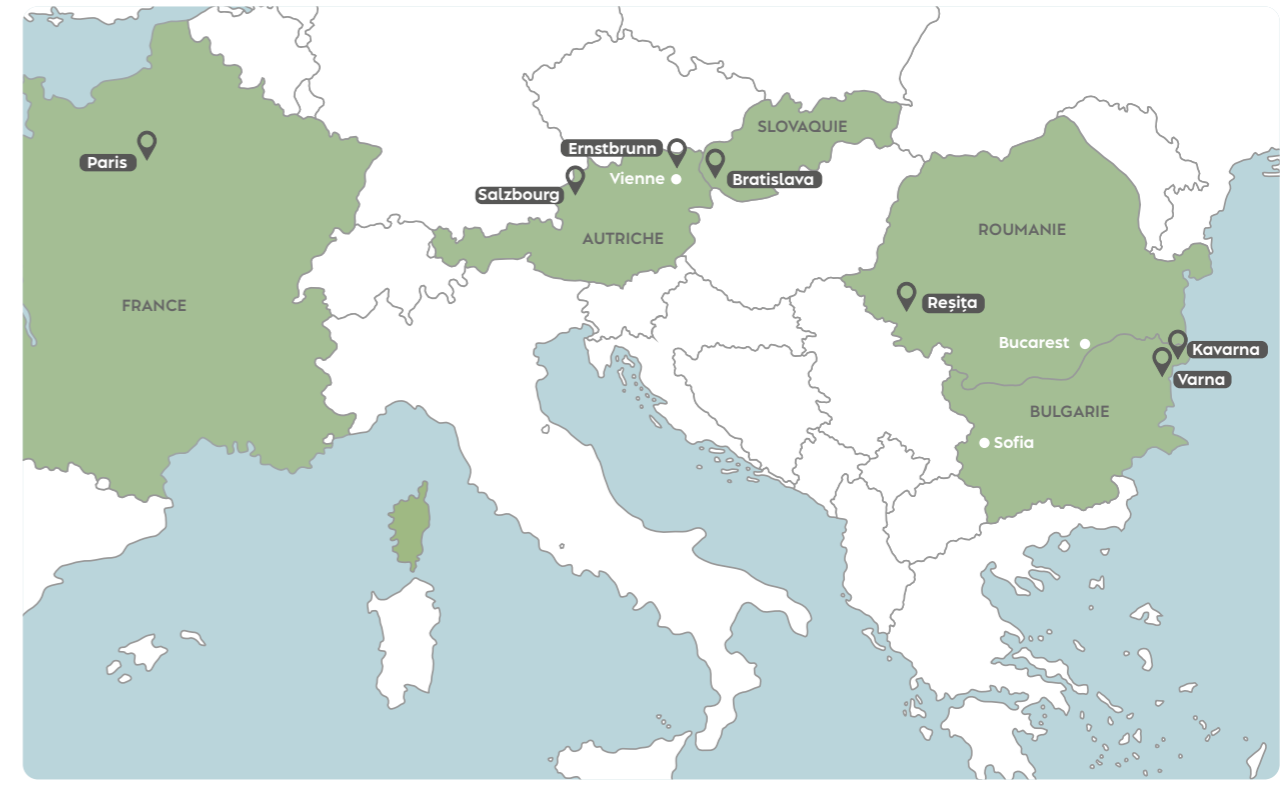 SLOVAQUIE
Paris
Ernstbrunn
Vienne
Bratislava
Salzbourg
AUTRICHE
ROUMANIE
FRANCE
Reșița
Bucarest
Kavarna
Varna
BULGARIE
Sofia